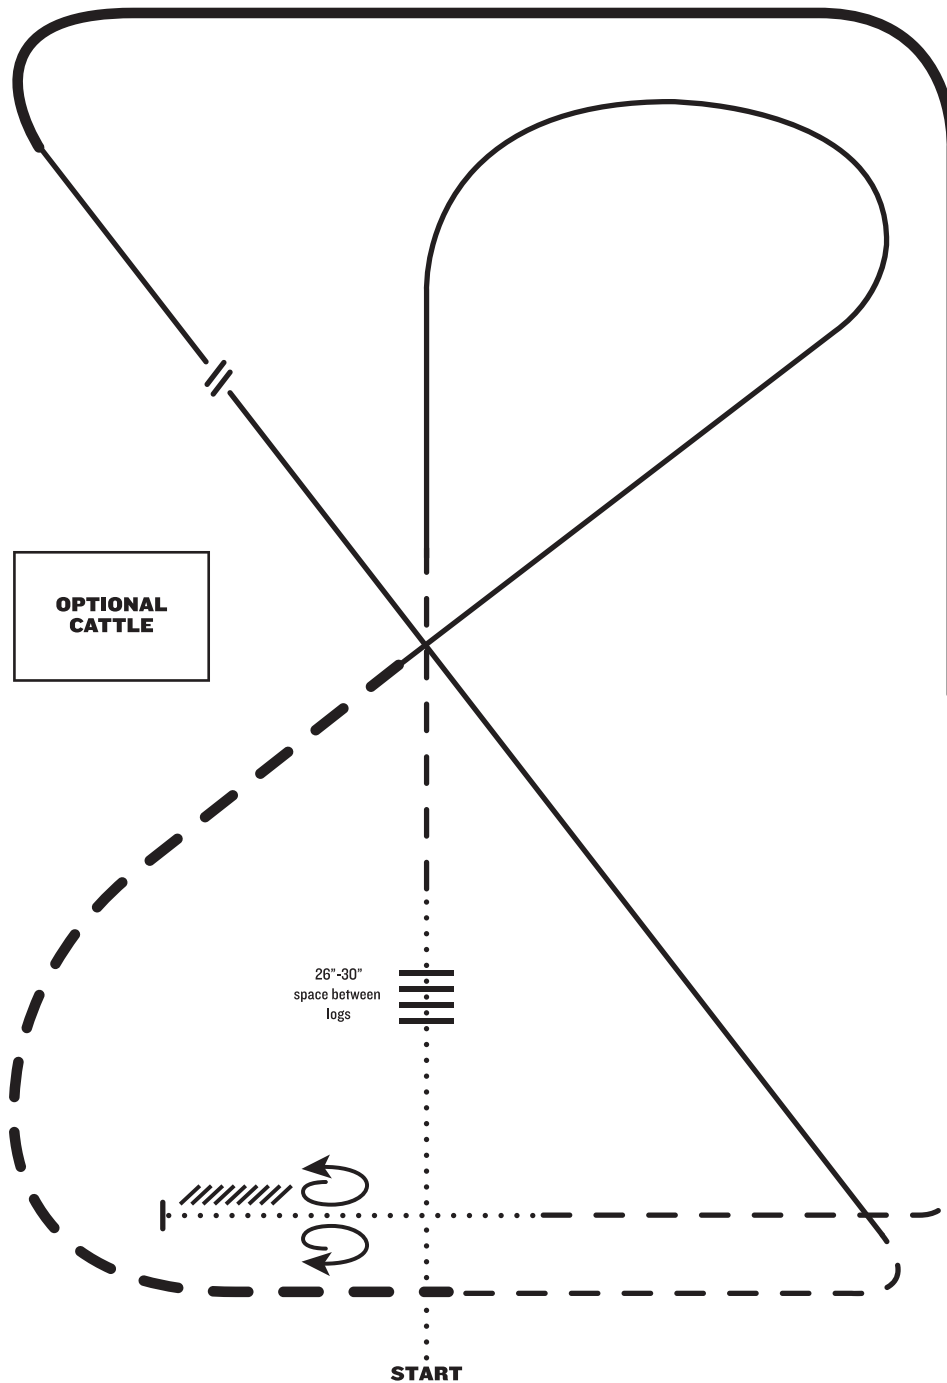 OPTIONAL
CATTLE
26”-30”
space between
logs
START